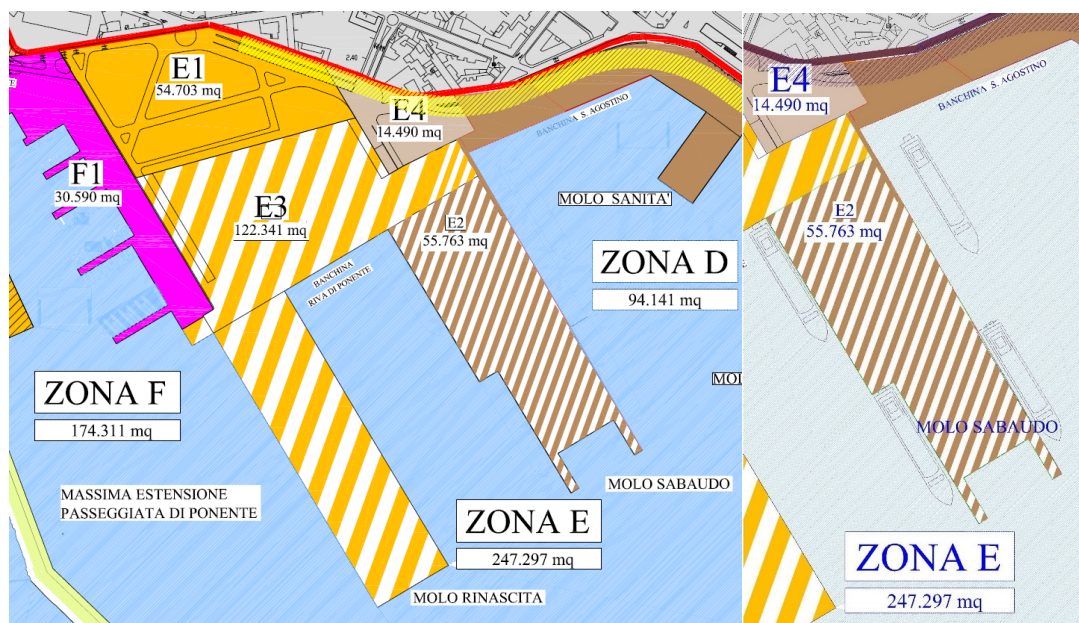 E1
54.703 mq
2.40
E4
14.490 mq
BANCHINA S. AGOSTINO
F1
30.590 mq
MOLO SANITA'
E3
122.341 mq
E2
55.763 mq
ZONA D
94.141 mq
BANCHINA
RIVA DI PONENTE
ZONA F
174.311 mq
MOL
MOLO SABAUDO
MASSIMA ESTENSIONE
PASSEGGIATA DI PONENTE
ZONA E
247.297 mq
MOLO RINASCITA
E4
14.490 mq
BANCHINA S. AGOSTINO
E2
55.763 mq
MOLO SABAUDO
ZONA E
247.297 mq